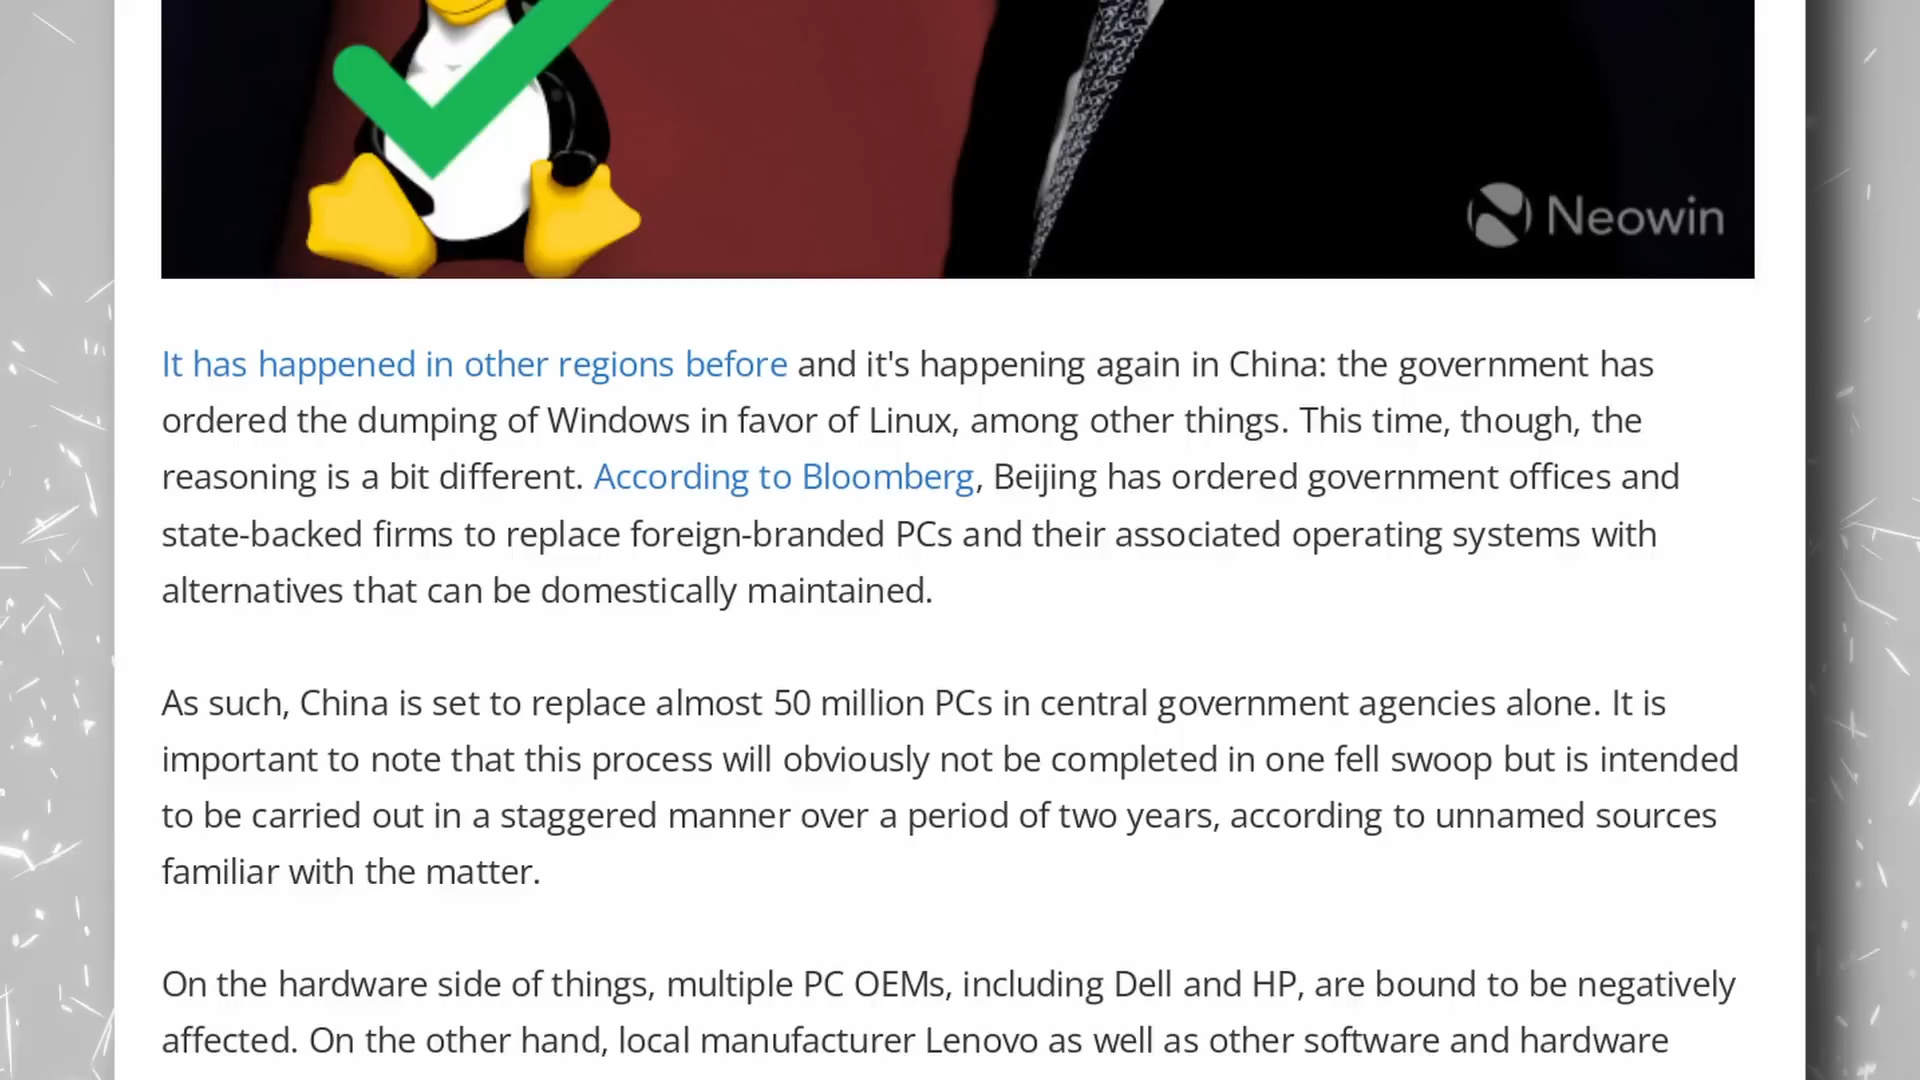 Neowin
It has happened in other regions before and it's happening again in China: the government has
ordered the dumping of Windows in favor of Linux, among other things. This time, though, the
reasoning is a bit different. According to Bloomberg, Beijing has ordered government offices and
state-backed firms to replace foreign-branded PCs and their associated operating systems with
alternatives that can be domestically maintained.
As such, China is set to replace almost 50 million PCs in central government agencies alone. It is
important to note that this process will obviously not be completed in one fell swoop but is intended
to be carried out in a staggered manner over a period of two years, according to unnamed sources
familiar with the matter.
On the hardware side of things, multiple PC OEMs, including Dell and HP, are bound to be negatively
affected. On the other hand, local manufacturer Lenovo as well as other software and hardware